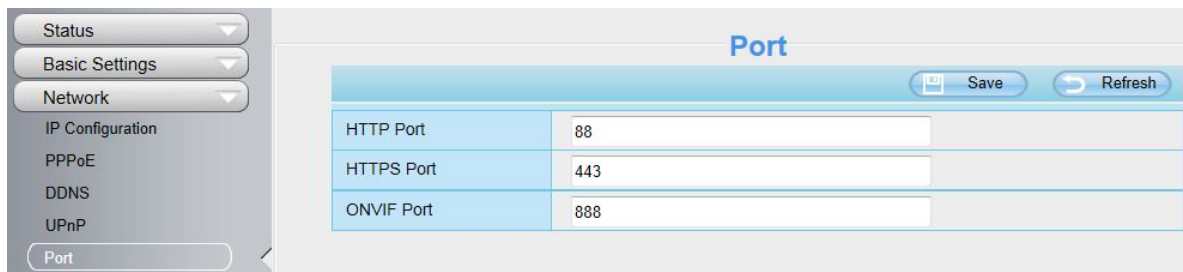 Status
Basic Settings
Network
IP Configuration
PPPoE
DDNS
UPnP
Port
Port
Save Refresh
HTTP Port 88
HTTPS Port 443
ONVIF Port 888